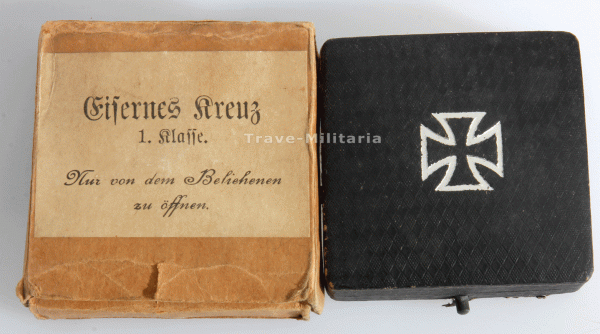 Eisernes Kreuz
1. Klasse.
Nur von dem Beliehenen
zu öffnen.
Trave-Militaria